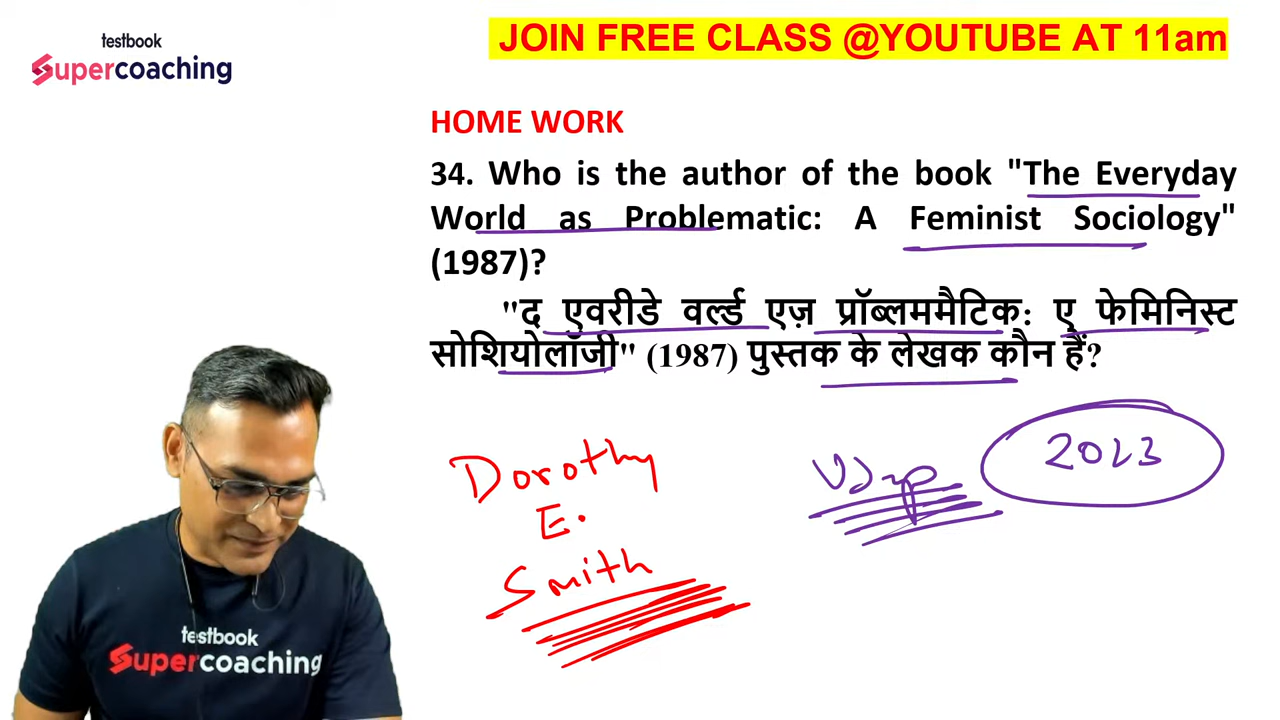 testbook
Supercoaching
JOIN FREE CLASS @YOUTUBE AT 11am
HOME WORK
34. Who is the author of the book "The Everyday
World as Problematic: A Feminist Sociology"
(1987)?
"द एवरीडे वर्ल्ड एज़ प्रॉब्लममैटिक: ए फेमिनिस्ट
सोशियोलॉजी" (1987) पुस्तक के लेखक कौन हैं?
Dorothy
E.
Smith
2023
testbook
Supercoaching